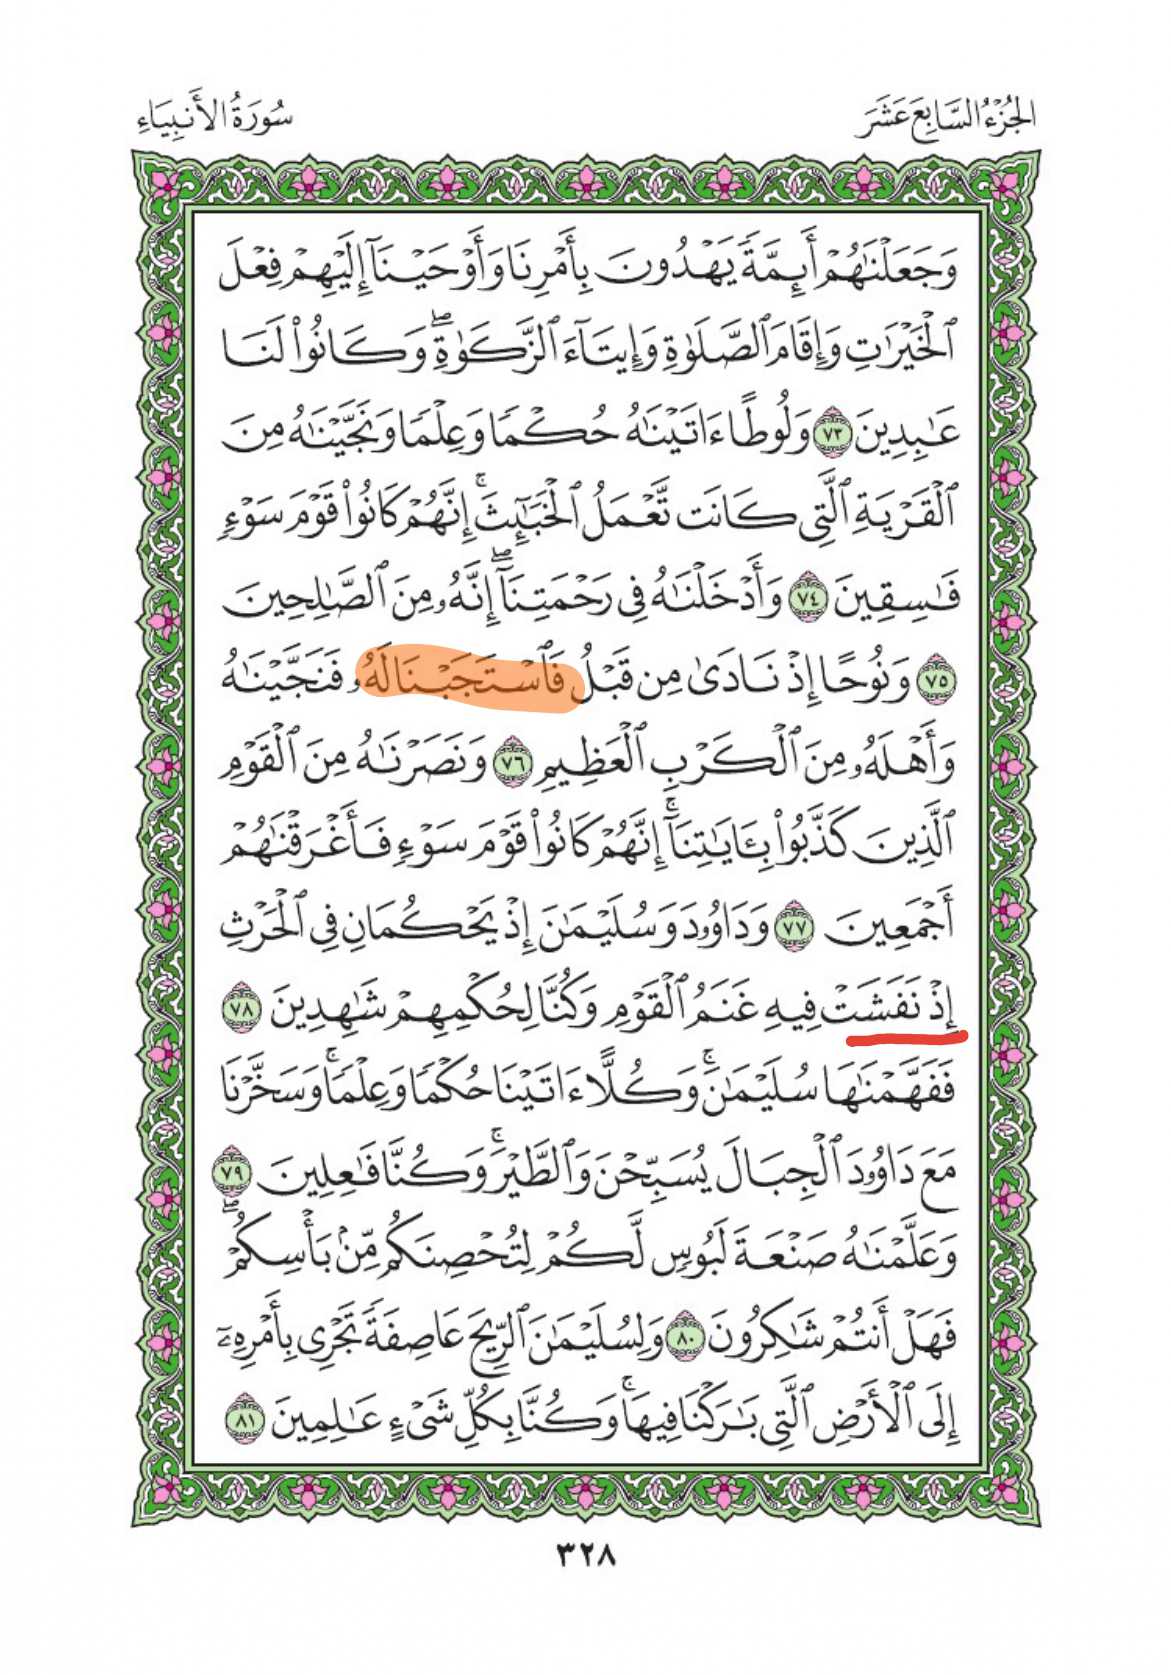 الجُزْءُ السَّابِعَ عَشَرَ
سُورَةُ الأَنبِيَاءِ
وَجَعَلْنَٰهُمْ أَئِمَّةً يَهْدُونَ بِأَمْرِنَا وَأَوْحَيْنَآ إِلَيْهِمْ فِعْلَ
ٱلْخَيْرَٰتِ وَإِقَامَ ٱلصَّلَوٰةِ وَإِيتَآءَ ٱلزَّكَوٰةِ ۖ وَكَانُوا۟ لَنَا
عَٰبِدِينَ ٧٣ وَلُوطًا ءَاتَيْنَٰهُ حُكْمًا وَعِلْمًا وَنَجَّيْنَٰهُ مِنَ
ٱلْقَرْيَةِ ٱلَّتِى كَانَت تَّعْمَلُ ٱلْخَبَٰٓئِثَ ۗ إِنَّهُمْ كَانُوا۟ قَوْمَ سَوْءٍ
فَٰسِقِينَ ٧٤ وَأَدْخَلْنَٰهُ فِى رَحْمَتِنَآ ۖ إِنَّهُۥ مِنَ ٱلصَّٰلِحِينَ
٧٥ وَنُوحًا إِذْ نَادَىٰ مِن قَبْلُ فَٱسْتَجَبْنَا لَهُۥ فَنَجَّيْنَٰهُ
وَأَهْلَهُۥ مِنَ ٱلْكَرْبِ ٱلْعَظِيمِ ٧٦ وَنَصَرْنَٰهُ مِنَ ٱلْقَوْمِ
ٱلَّذِينَ كَذَّبُوا۟ بِـَٔايَٰتِنَآ ۚ إِنَّهُمْ كَانُوا۟ قَوْمَ سَوْءٍ فَأَغْرَقْنَٰهُمْ
أَجْمَعِينَ ٧٧ وَدَاوُۥدَ وَسُلَيْمَٰنَ إِذْ يَحْكُمَانِ فِى ٱلْحَرْثِ
إِذْ نَفَشَتْ فِيهِ غَنَمُ ٱلْقَوْمِ وَكُنَّا لِحُكْمِهِمْ شَٰهِدِينَ ٧٨
فَفَهَّمْنَٰهَا سُلَيْمَٰنَ ۚ وَكُلًّا ءَاتَيْنَا حُكْمًا وَعِلْمًا ۚ وَسَخَّرْنَا
مَعَ دَاوُۥدَ ٱلْجِبَالَ يُسَبِّحْنَ وَٱلطَّيْرَ ۚ وَكُنَّا فَٰعِلِينَ ٧٩
وَعَلَّمْنَٰهُ صَنْعَةَ لَبُوسٍ لَّكُمْ لِتُحْصِنَكُم مِّنۢ بَأْسِكُمْ ۖ
فَهَلْ أَنتُمْ شَٰكِرُونَ ٨٠ وَلِسُلَيْمَٰنَ ٱلرِّيحَ عَاصِفَةً تَجْرِى بِأَمْرِهِۦٓ
إِلَى ٱلْأَرْضِ ٱلَّتِى بَٰرَكْنَا فِيهَا ۚ وَكُنَّا بِكُلِّ شَىْءٍ عَٰلِمِينَ ٨١
٣٢٨